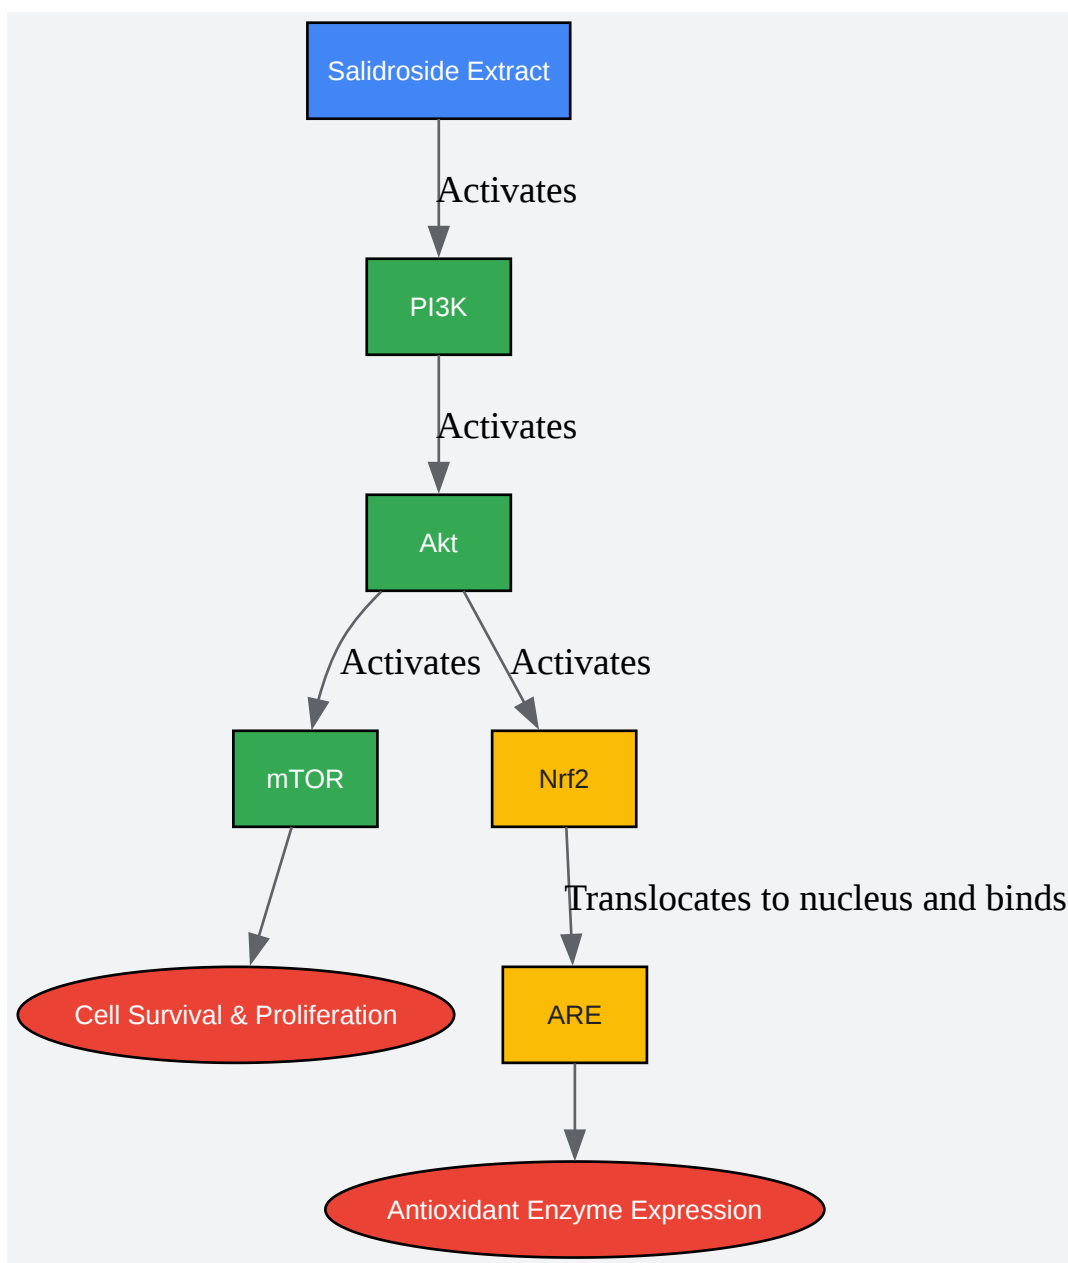 Salidroside Extract
Activates
PI3K
Activates
Akt
Activates
Activates
mTOR
Nrf2
Translocates to nucleus and binds
Cell Survival & Proliferation
ARE
Antioxidant Enzyme Expression